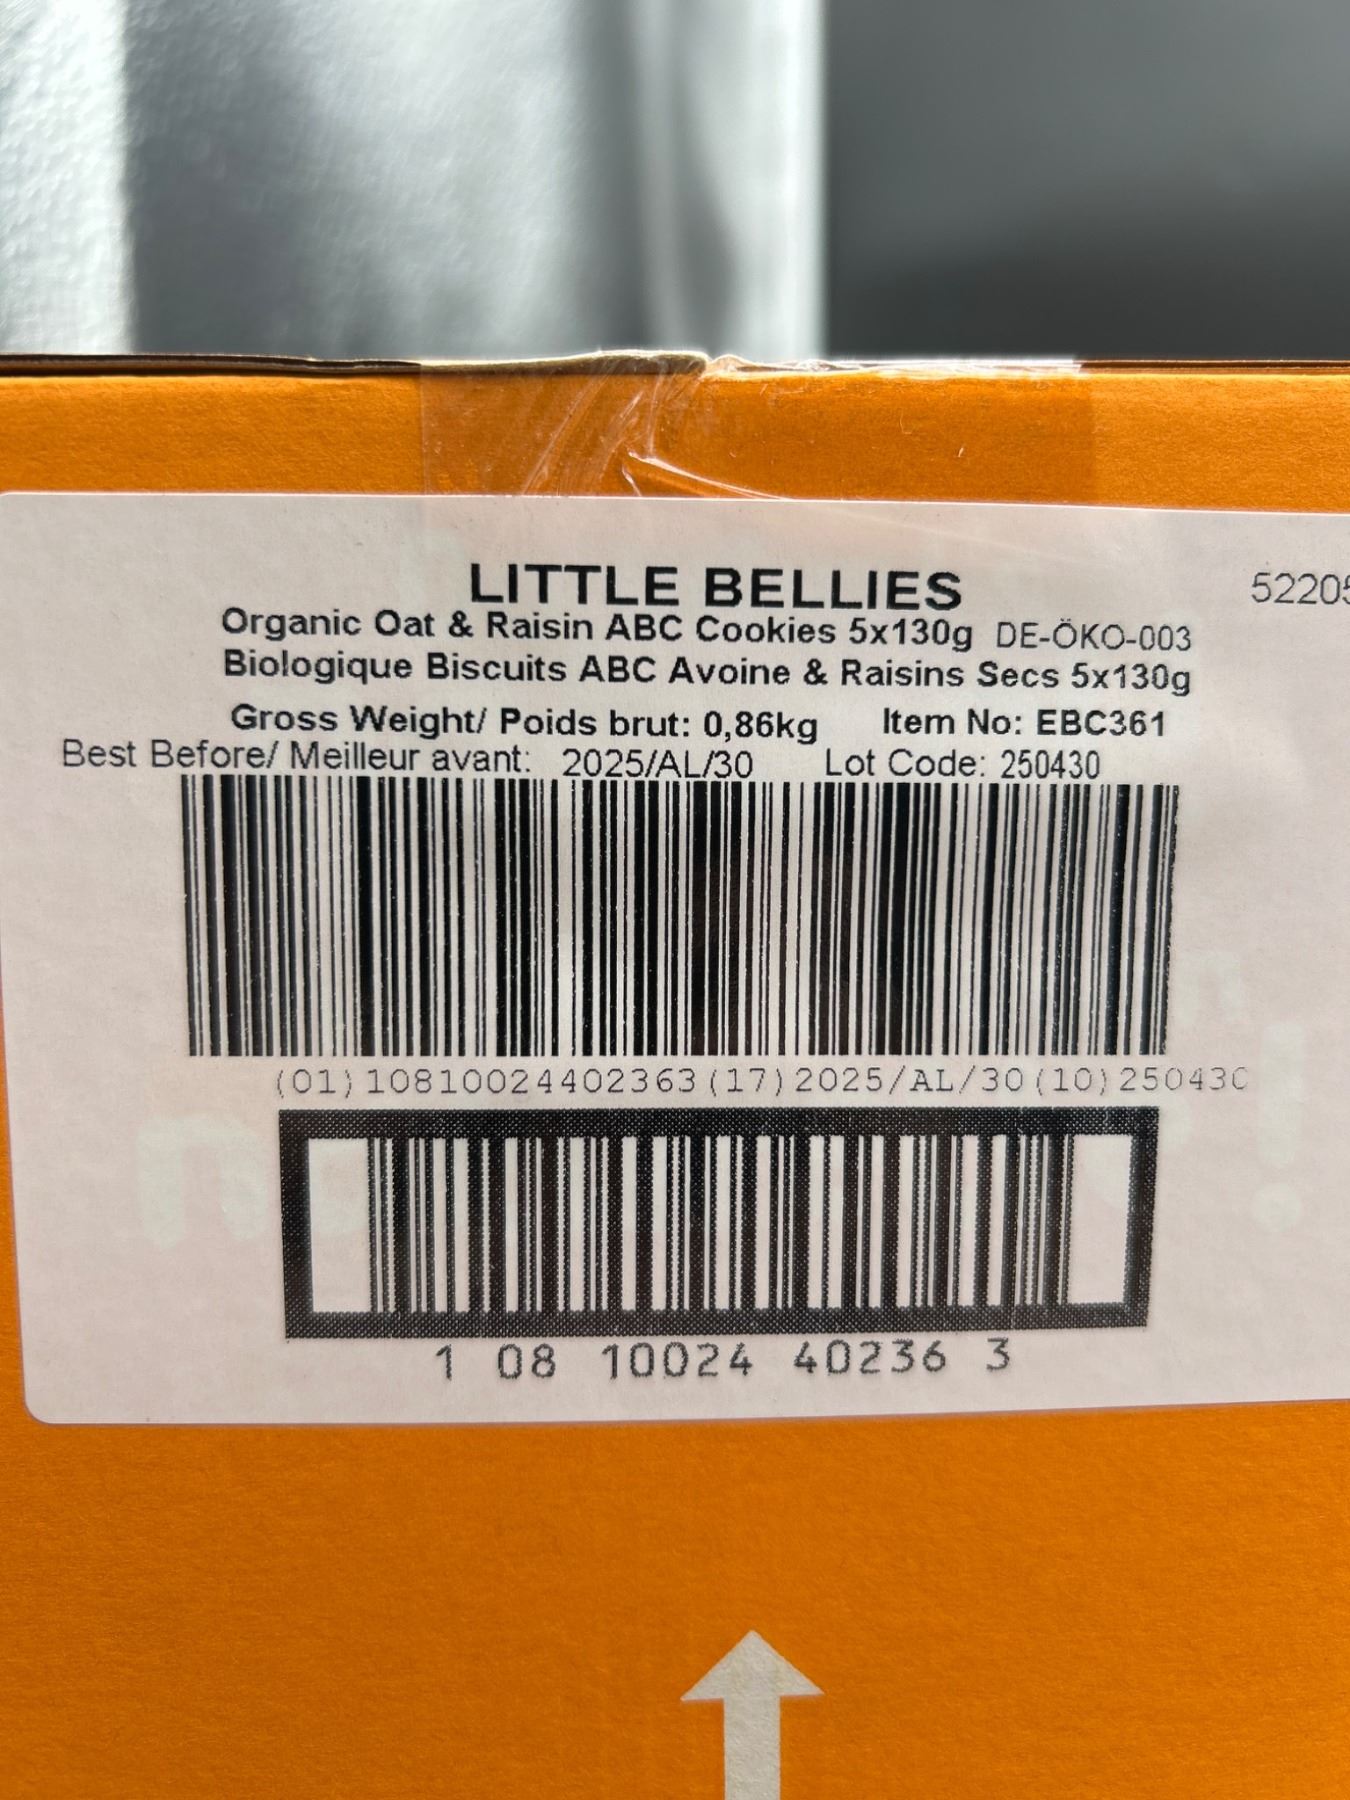 LITTLE BELLIES
Organic Oat & Raisin ABC Cookies 5x130g DE-ÖKO-003
Biologique Biscuits ABC Avoine & Raisins Secs 5x130g
Gross Weight/ Poids brut: 0,86kg Item No: EBC361
Best Before/ Meilleur avant: 2025/AL/30 Lot Code: 250430
(01)10810024402363(17)2025/AL/30(10)250430
1 08 10024 40236 3